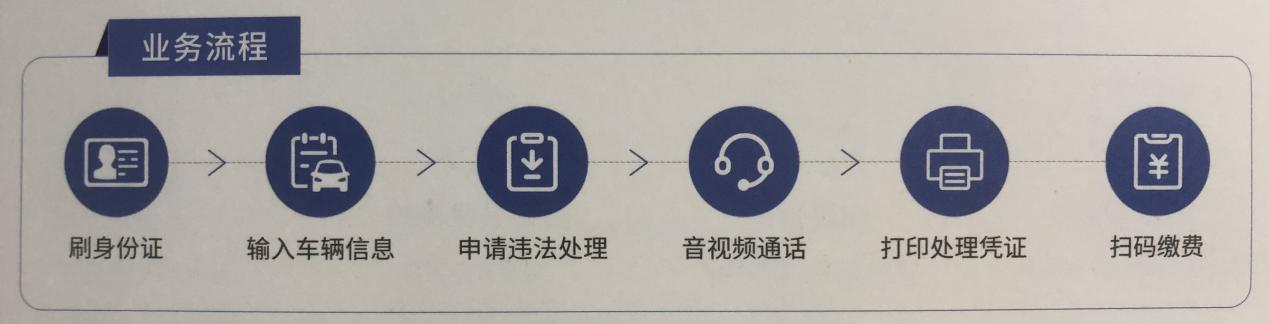 业务流程
刷身份证
输入车辆信息
申请违法处理
音视频通话
打印处理凭证
扫码缴费